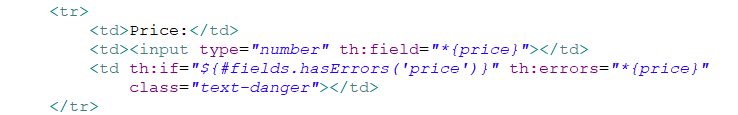 <tr>
<td>Price:</td>
<td><input type="number" th:field="*{price}"></td>
<td th:if="${#fields.hasErrors('price')}" th:errors="*{price}"
class="text-danger"></td>
</tr>